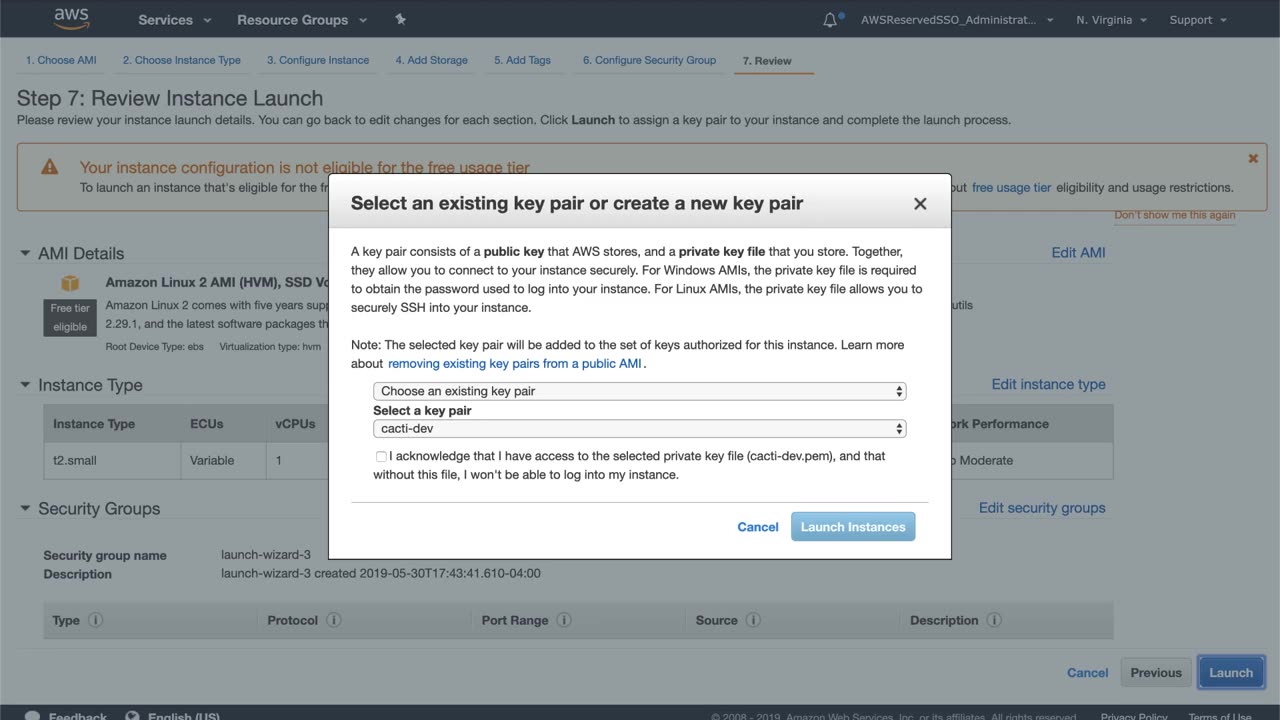 aws Services Resource Groups AWSReservedSSO_Administrat... N. Virginia Support
1. Choose AMI 2. Choose Instance Type 3. Configure Instance 4. Add Storage 5. Add Tags 6. Configure Security Group 7. Review
Step 7: Review Instance Launch
Please review your instance launch details. You can go back to edit changes for each section. Click Launch to assign a key pair to your instance and complete the launch process.
Your instance configuration is not eligible for the free usage tier
To launch an instance that's eligible for the fr
out free usage tier eligibility and usage restrictions.
Don't show me this again
AMI Details
Edit AMI
Amazon Linux 2 AMI (HVM), SSD Vo
Free tier
eligible
Amazon Linux 2 comes with five years supp
utils
2.29.1, and the latest software packages th
Root Device Type: ebs Virtualization type: hvm
Instance Type
Edit instance type
Instance Type ECUs vCPUs
ork Performance
t2.small Variable 1
o Moderate
Security Groups
Edit security groups
Security group name launch-wizard-3
Description launch-wizard-3 created 2019-05-30T17:43:41.610-04:00
Type Protocol Port Range Source Description
Select an existing key pair or create a new key pair
A key pair consists of a public key that AWS stores, and a private key file that you store. Together,
they allow you to connect to your instance securely. For Windows AMIs, the private key file is required
to obtain the password used to log into your instance. For Linux AMIs, the private key file allows you to
securely SSH into your instance.
Note: The selected key pair will be added to the set of keys authorized for this instance. Learn more
about removing existing key pairs from a public AMI.
Choose an existing key pair
Select a key pair
cacti-dev
I acknowledge that I have access to the selected private key file (cacti-dev.pem), and that
without this file, I won't be able to log into my instance.
Cancel Launch Instances
Cancel Previous Launch
Feedback English (US) © 2008 - 2019, Amazon Web Services, Inc. or its affiliates. All rights reserved. Privacy Policy Terms of Use